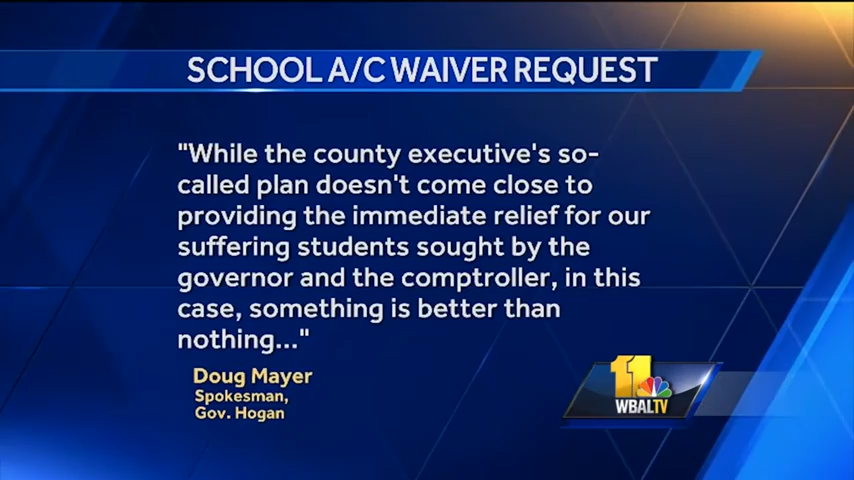 SCHOOL A/C WAIVER REQUEST
"While the county executive's so-
called plan doesn't come close to
providing the immediate relief for our
suffering students sought by the
governor and the comptroller, in this
case, something is better than
nothing..."
Doug Mayer
Spokesman,
Gov. Hogan
11
WBALTV